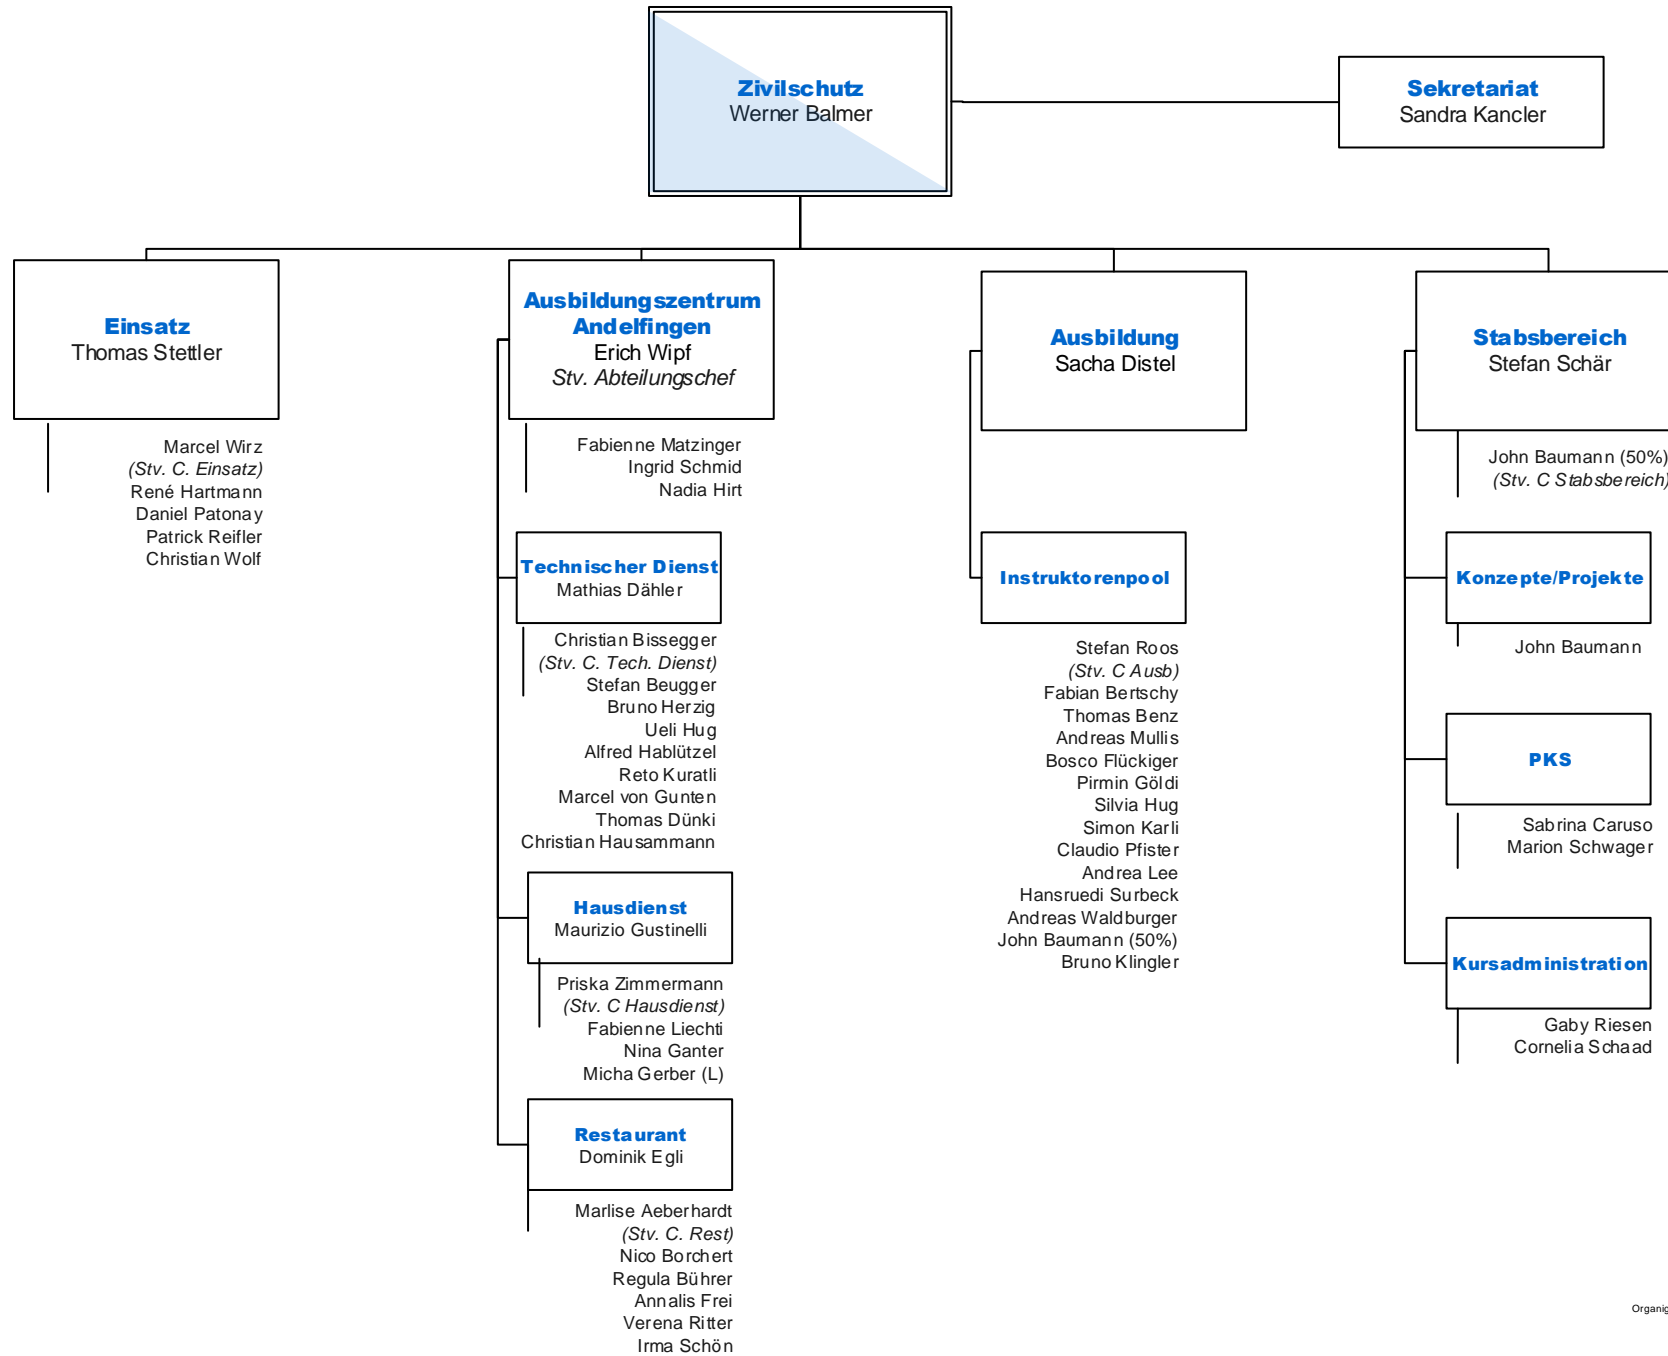 Zivilschutz
Werner Balmer
Sekretariat
Sandra Kancler
Einsatz
Thomas Stettler
Marcel Wirz
(Stv. C. Einsatz)
René Hartmann
Daniel Patonay
Patrick Reifler
Christian Wolf
Ausbildungszentrum
Andelfingen
Erich Wipf
Stv. Abteilungschef
Fabienne Matzinger
Ingrid Schmid
Nadia Hirt
Technischer Dienst
Mathias Dähler
Christian Bissegger
(Stv. C. Tech. Dienst)
Stefan Beugger
Bruno Herzig
Ueli Hug
Alfred Hablützel
Reto Kuratli
Marcel von Gunten
Thomas Dünki
Christian Hausammann
Hausdienst
Maurizio Gustinelli
Priska Zimmermann
(Stv. C Hausdienst)
Fabienne Liechti
Nina Ganter
Micha Gerber (L)
Restaurant
Dominik Egli
Marlise Aeberhardt
(Stv. C. Rest)
Nico Borchert
Regula Bührer
Annalis Frei
Verena Ritter
Irma Schön
Ausbildung
Sacha Distel
Instruktorenpool
Stefan Roos
(Stv. C Ausb)
Fabian Bertschy
Thomas Benz
Andreas Mullis
Bosco Flückiger
Pirmin Göldi
Silvia Hug
Simon Karli
Claudio Pfister
Andrea Lee
Hansruedi Surbeck
Andreas Waldburger
John Baumann (50%)
Bruno Klingler
Stabsbereich
Stefan Schär
John Baumann (50%)
(Stv. C Stabsbereich)
Konzepte/Projekte
John Baumann
PKS
Sabrina Caruso
Marion Schwager
Kursadministration
Gaby Riesen
Cornelia Schaad
Organig